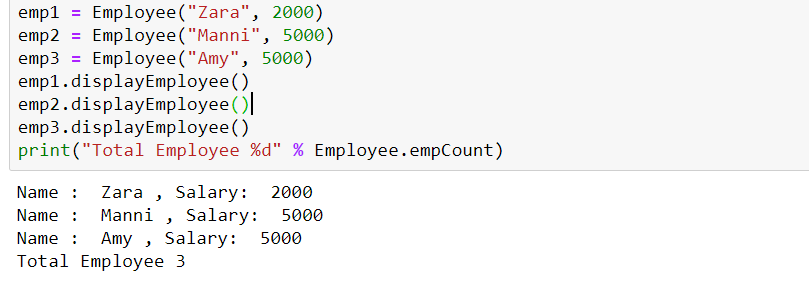 emp1 = Employee("Zara", 2000)
emp2 = Employee("Manni", 5000)
emp3 = Employee("Amy", 5000)
emp1.displayEmployee()
emp2.displayEmployee()
emp3.displayEmployee()
print("Total Employee %d" % Employee.empCount)
Name :  Zara , Salary:  2000
Name :  Manni , Salary:  5000
Name :  Amy , Salary:  5000
Total Employee 3